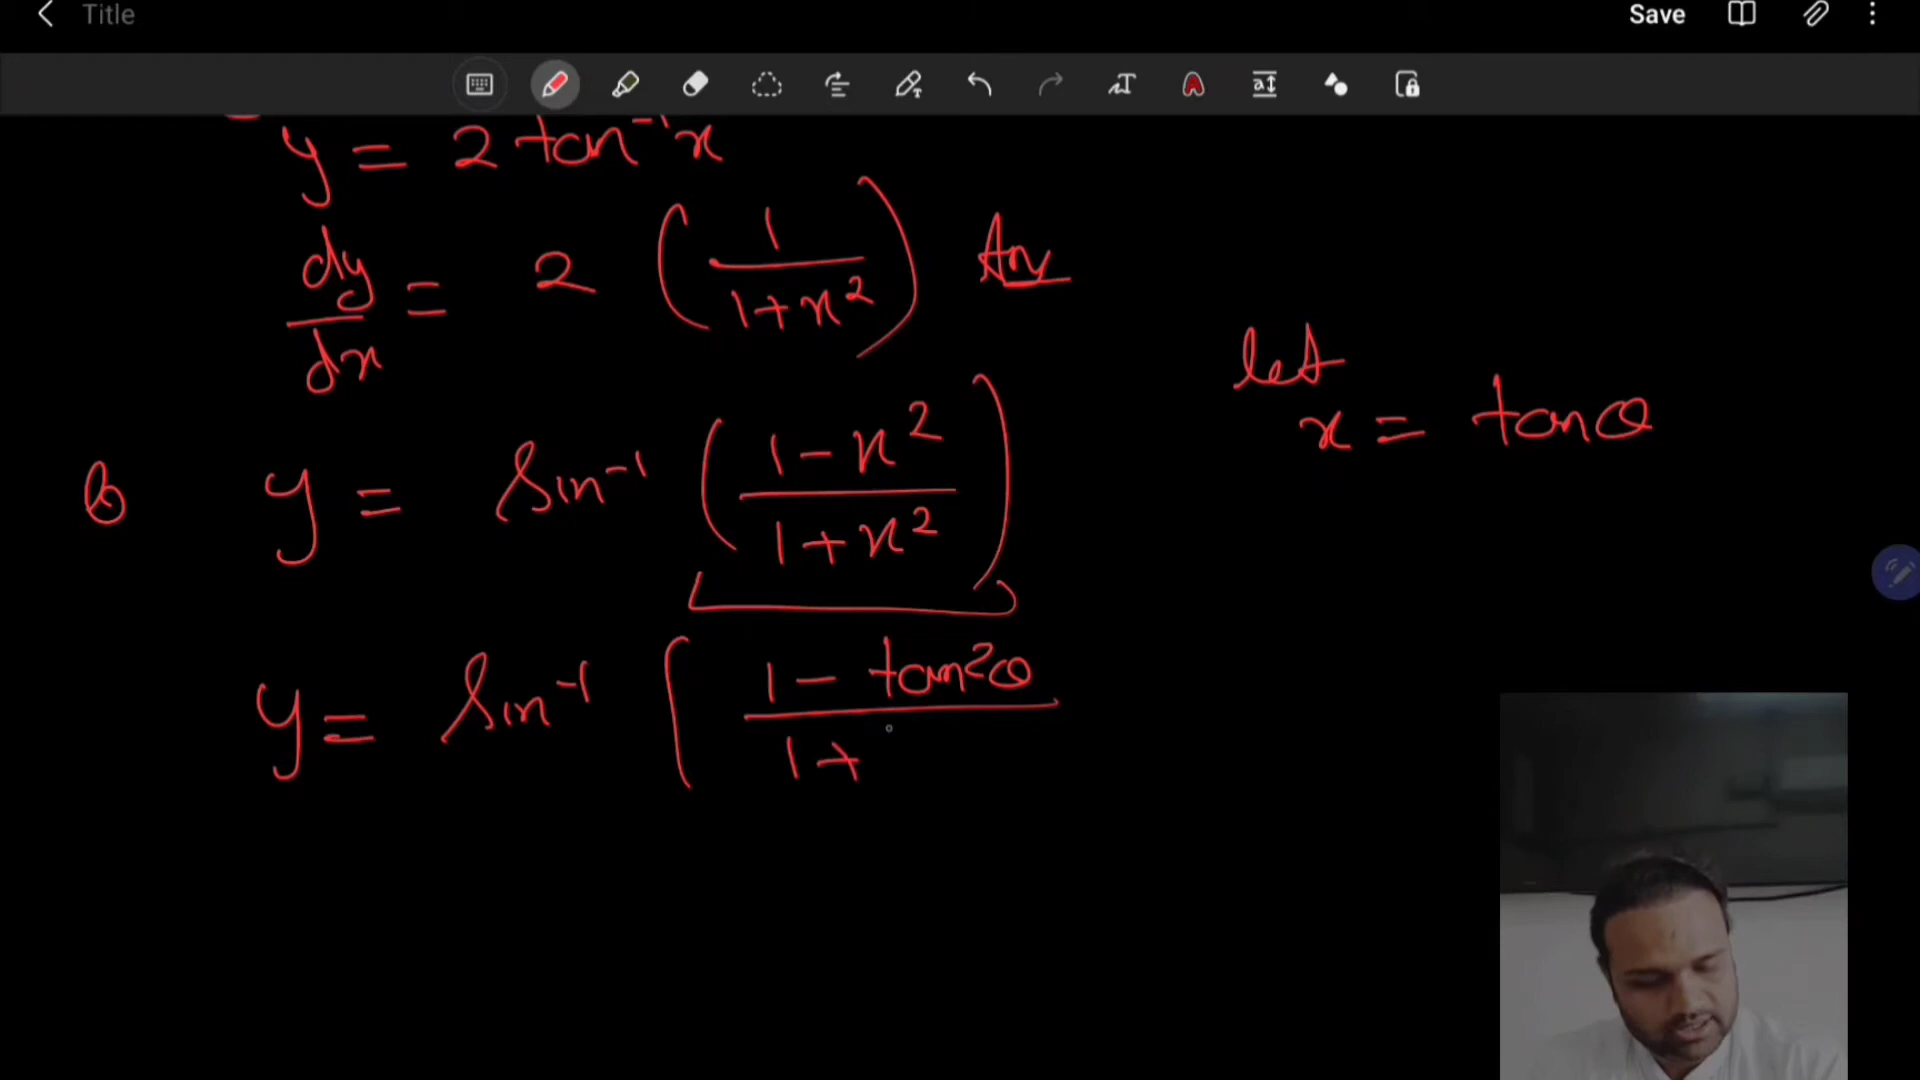 Title
Save
y = 2 tan⁻¹x
dy/dx = 2 (1/(1+x²)) Ans
let
x = tanθ
b y = sin⁻¹ ((1-x²)/(1+x²))
y = sin⁻¹ [(1 - tan²θ)/(1+